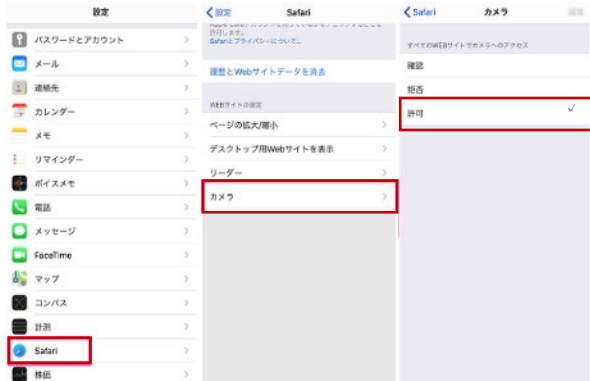 設定
パスワードとアカウント
メール
連絡先
カレンダー
メモ
リマインダー
ボイスメモ
電話
メッセージ
FaceTime
マップ
コンパス
計測
Safari
株価
設定
Safari
許可します。
Safariとプライバシーについて...
履歴とWebサイトデータを消去
WEBサイトの設定
ページの拡大/縮小
デスクトップ用Webサイトを表示
リーダー
カメラ
Safari
カメラ
編集
すべてのWEBサイトでカメラへのアクセス
確認
拒否
許可